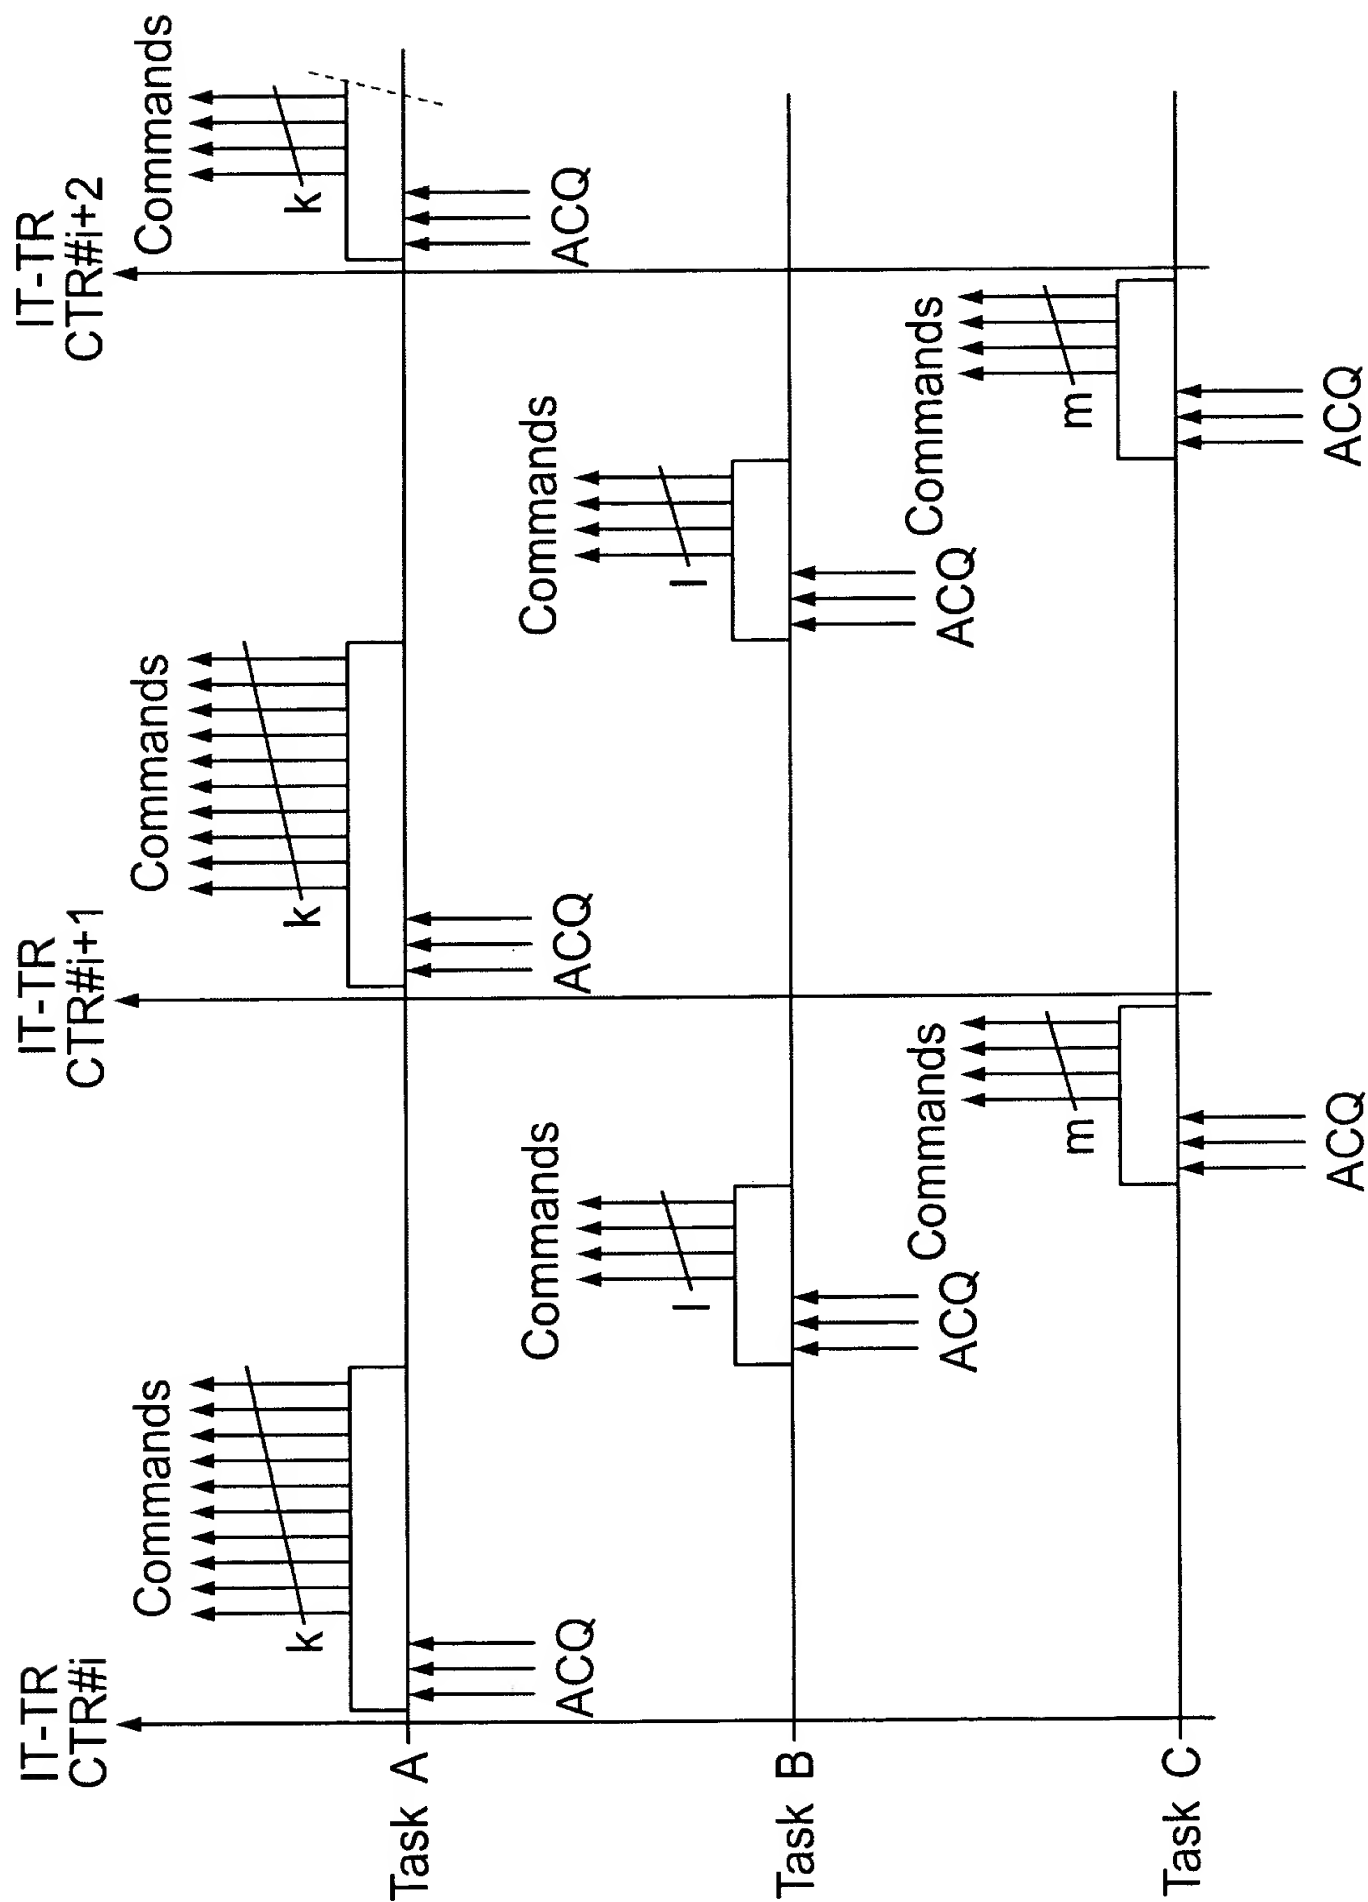 IT-TR
CTR#i
IT-TR
CTR#i+1
IT-TR
CTR#i+2
Commands
Commands
Commands
k
k
k
Task A
ACQ
ACQ
ACQ
Commands
Commands
l
l
Task B
ACQ
ACQ
Commands
Commands
m
m
Task C
ACQ
ACQ